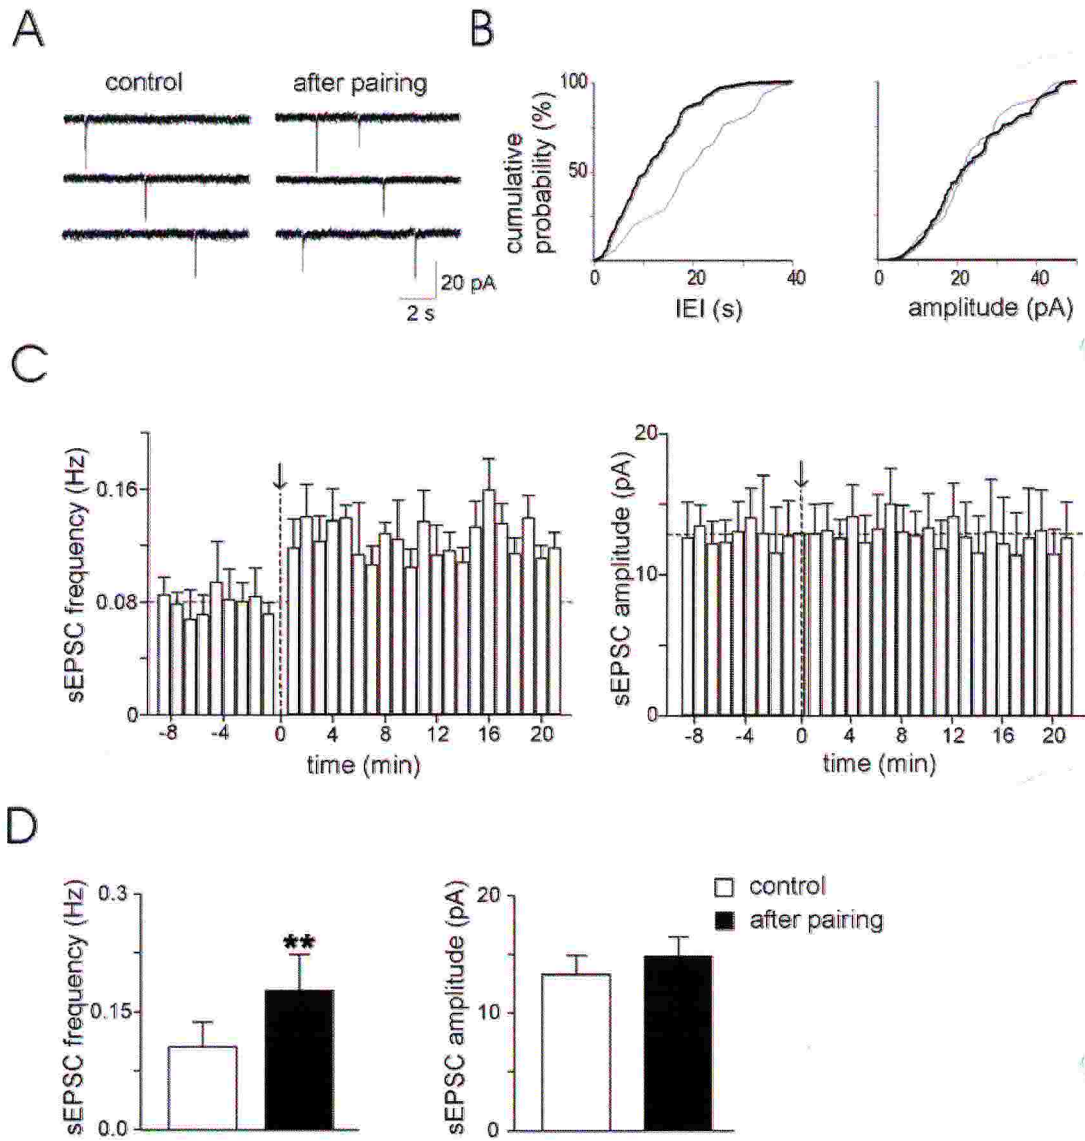 A
control
after pairing
20 pA
2 s
B
cumulative
probability (%)
100
50
0
20
40
IEI (s)
0
20
40
amplitude (pA)
C
sEPSC frequency (Hz)
0.16
0.08
0
-8
-4
0
4
8
12
16
20
time (min)
sEPSC amplitude (pA)
20
10
0
-8
-4
0
4
8
12
16
20
time (min)
D
sEPSC frequency (Hz)
0.3
0.15
0.0
**
sEPSC amplitude (pA)
20
10
0
control
after pairing